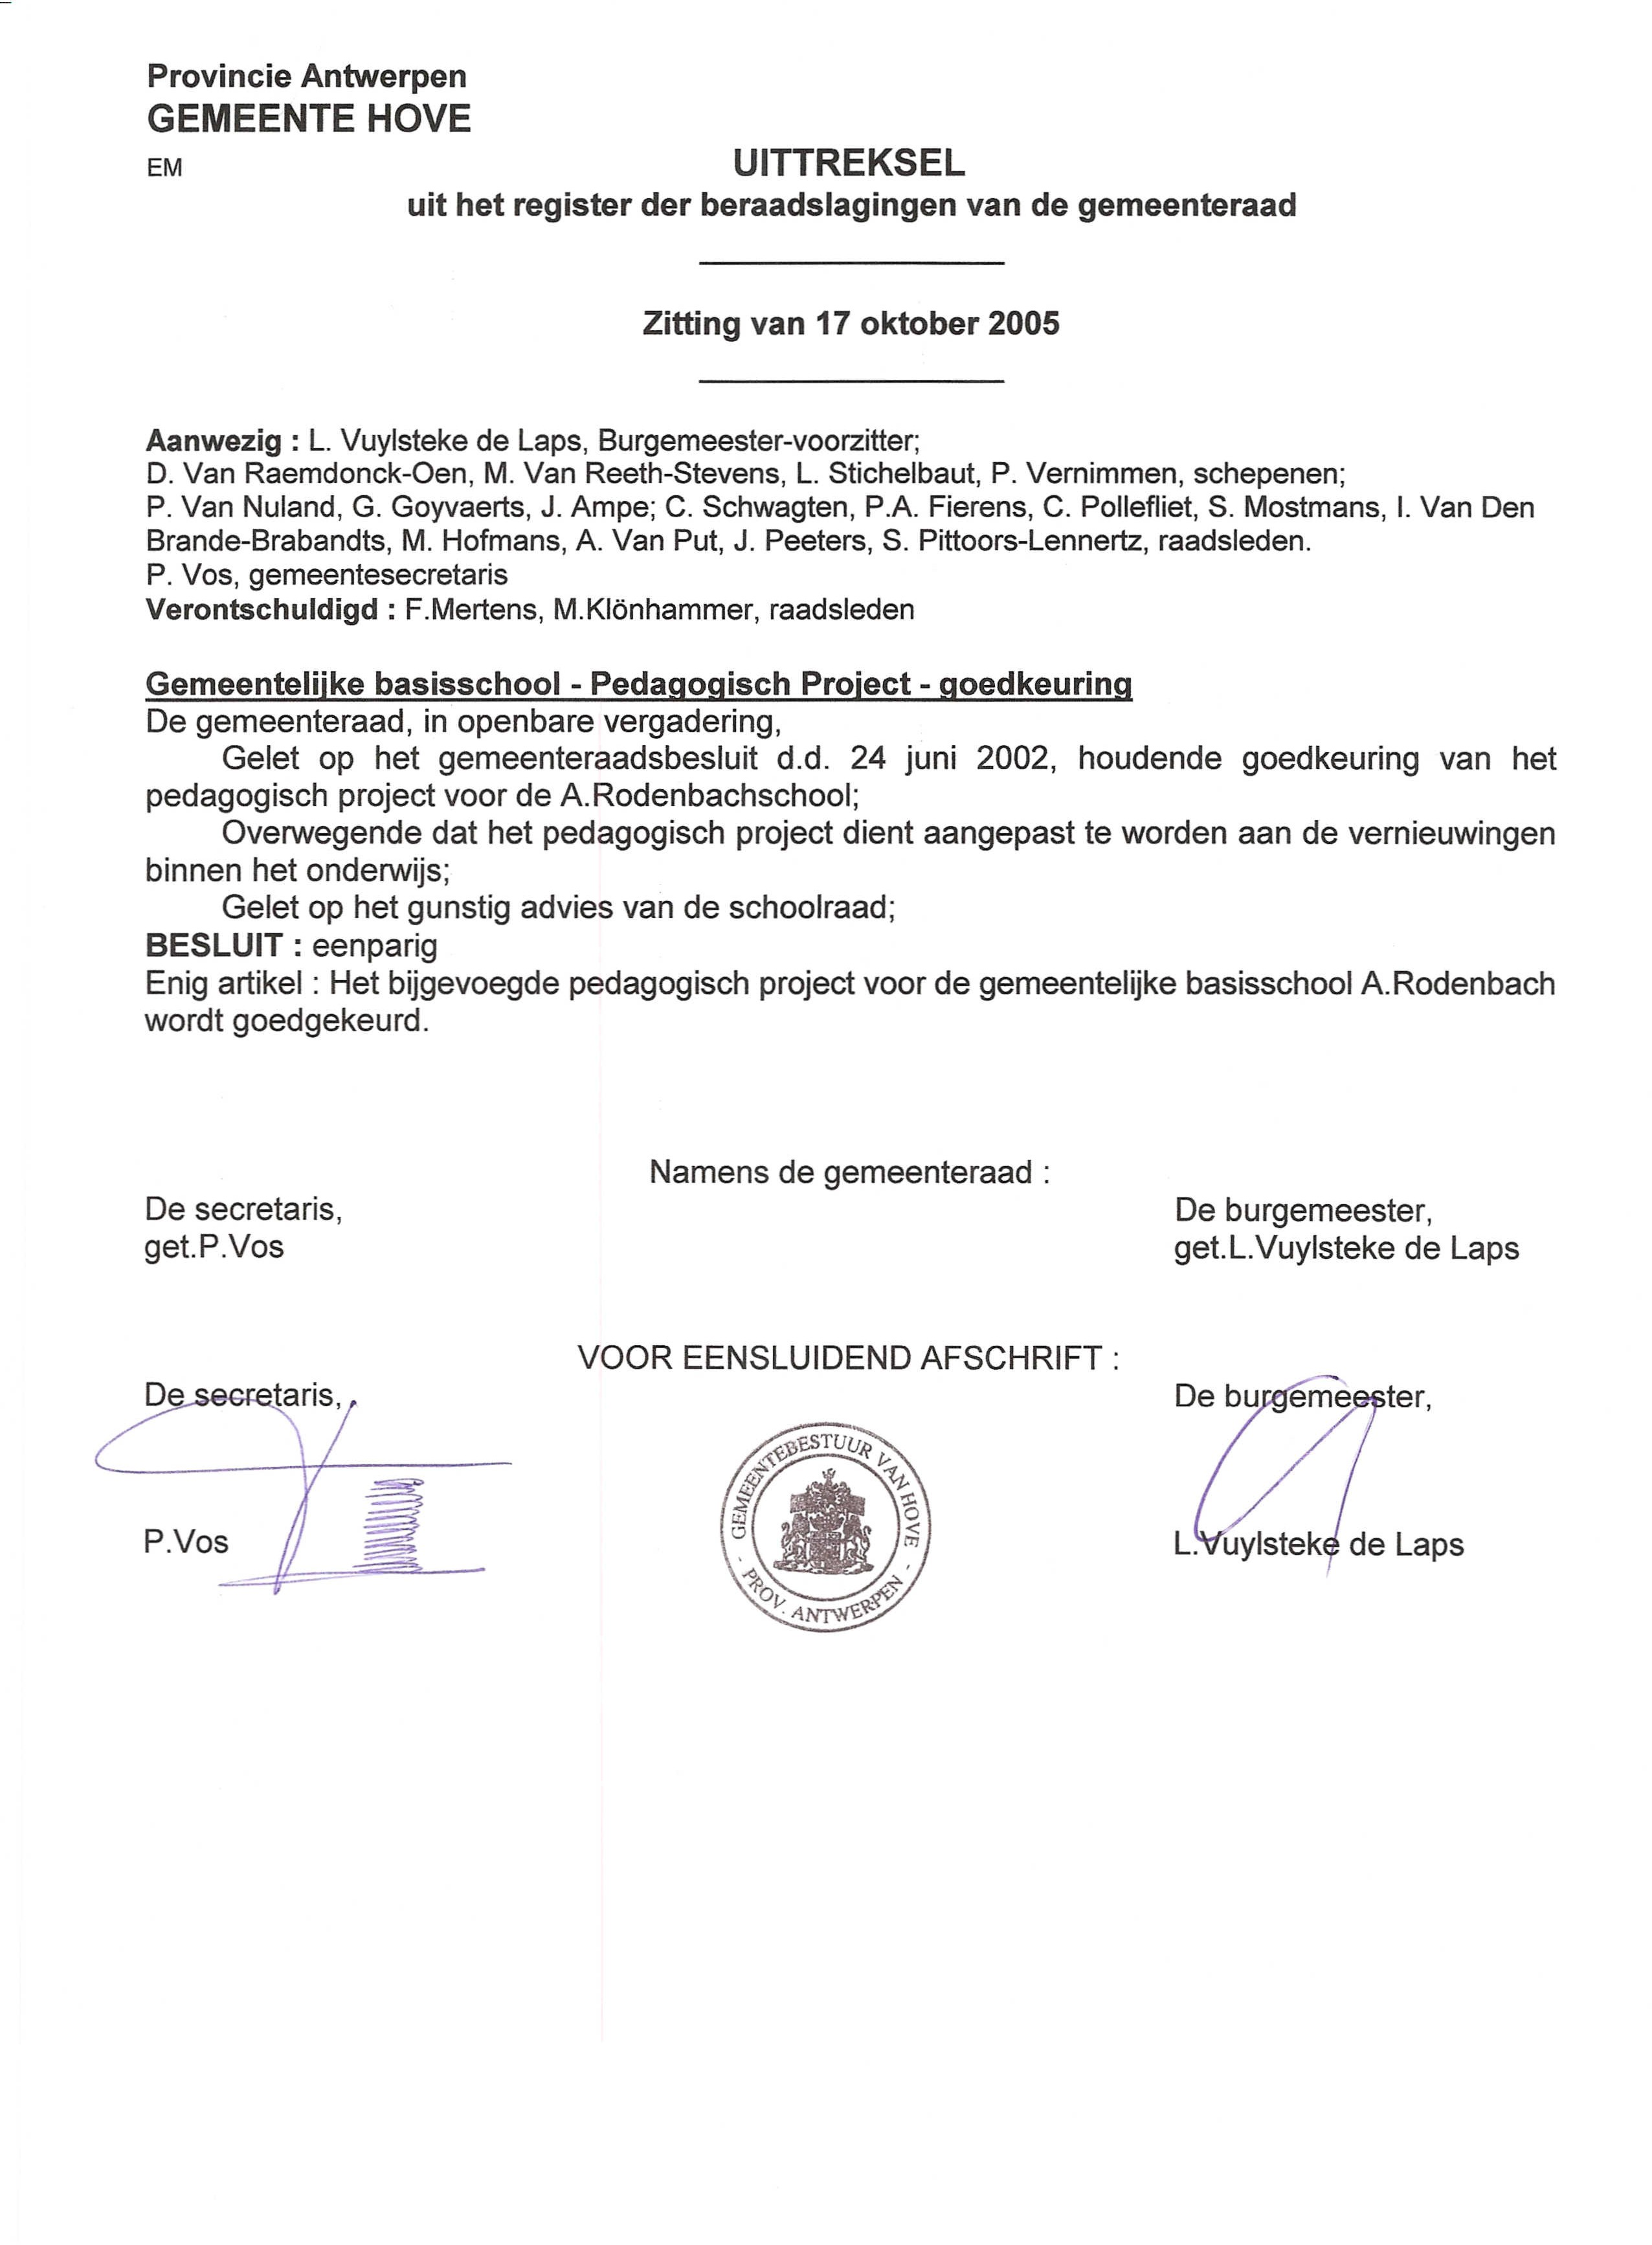 Provincie Antwerpen
GEMEENTE HOVE
EM
UITTREKSEL
uit het register der beraadslagingen van de gemeenteraad
Zitting van 17 oktober 2005
Aanwezig : L. Vuylsteke de Laps, Burgemeester-voorzitter;
D. Van Raemdonck-Oen, M. Van Reeth-Stevens, L. Stichelbaut, P. Vernimmen, schepenen;
P. Van Nuland, G. Goyvaerts, J. Ampe; C. Schwagten, P.A. Fierens, C. Pollefliet, S. Mostmans, I. Van Den
Brande-Brabandts, M. Hofmans, A. Van Put, J. Peeters, S. Pittoors-Lennertz, raadsleden.
P. Vos, gemeentesecretaris
Verontschuldigd : F.Mertens, M.Klönhammer, raadsleden
Gemeentelijke basisschool - Pedagogisch Project - goedkeuring
De gemeenteraad, in openbare vergadering,
Gelet op het gemeenteraadsbesluit d.d. 24 juni 2002, houdende goedkeuring van het
pedagogisch project voor de A.Rodenbachschool;
Overwegende dat het pedagogisch project dient aangepast te worden aan de vernieuwingen
binnen het onderwijs;
Gelet op het gunstig advies van de schoolraad;
BESLUIT : eenparig
Enig artikel : Het bijgevoegde pedagogisch project voor de gemeentelijke basisschool A.Rodenbach
wordt goedgekeurd.
Namens de gemeenteraad :
De secretaris,
get.P.Vos
De burgemeester,
get.L.Vuylsteke de Laps
VOOR EENSLUIDEND AFSCHRIFT :
De secretaris,
De burgemeester,
GEMEENTEBESTUUR VAN HOVE
- PROV. ANTWERPEN -
P.Vos
L.Vuylsteke de Laps